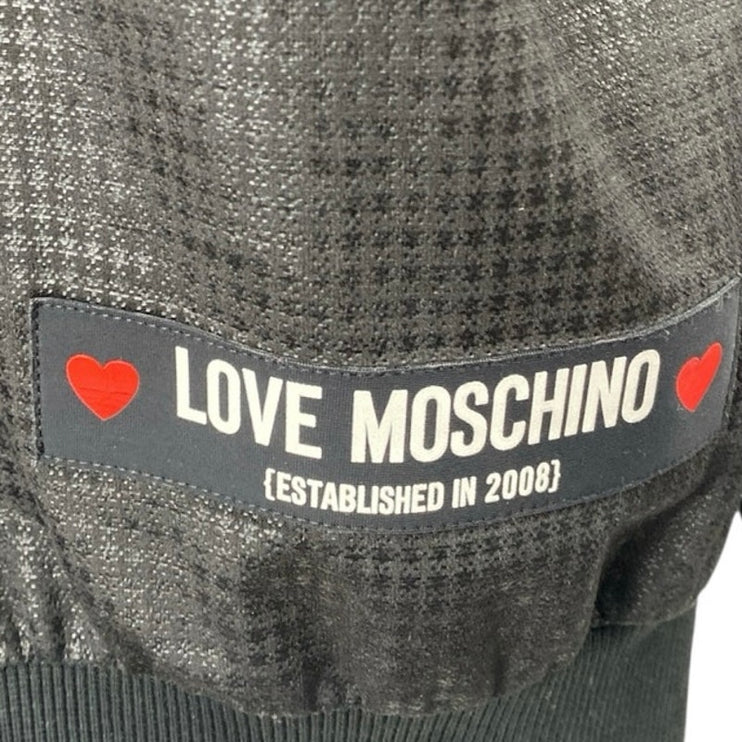 LOVE MOSCHINO
{ESTABLISHED IN 2008}